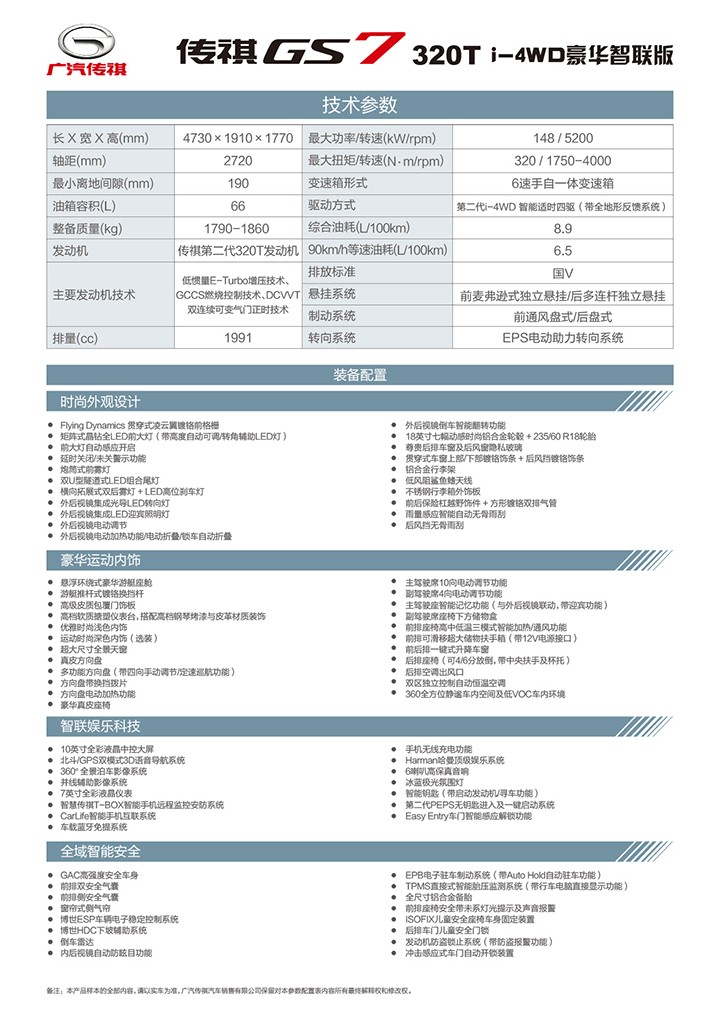 广汽传祺
传祺GS7 320T i-4WD豪华智联版
技术参数
长 X 宽 X 高(mm) 4730×1910×1770 最大功率/转速(kW/rpm) 148 / 5200
轴距(mm) 2720 最大扭矩/转速(N·m/rpm) 320 / 1750-4000
最小离地间隙(mm) 190 变速箱形式 6速手自一体变速箱
油箱容积(L) 66 驱动方式 第二代i-4WD 智能适时四驱（带全地形反馈系统）
整备质量(kg) 1790-1860 综合油耗(L/100km) 8.9
发动机 传祺第二代320T发动机 90km/h等速油耗(L/100km) 6.5
主要发动机技术 低惯量E-Turbo增压技术、
GCCS燃烧控制技术、DCVVT
双连续可变气门正时技术
排放标准 国V
悬挂系统 前麦弗逊式独立悬挂/后多连杆独立悬挂
制动系统 前通风盘式/后盘式
排量(cc) 1991 转向系统 EPS电动助力转向系统
装备配置
时尚外观设计
● Flying Dynamics 贯穿式凌云翼镀铬前格栅
● 矩阵式晶钻全LED前大灯（带高度自动可调/转角辅助LED灯）
● 前大灯自动感应开启
● 延时关闭/未关警示功能
● 炮筒式前雾灯
● 双U型隧道式LED组合尾灯
● 横向拓展式双后雾灯 + LED高位刹车灯
● 外后视镜集成光导LED转向灯
● 外后视镜集成LED迎宾照明灯
● 外后视镜电动调节
● 外后视镜电动加热功能/电动折叠/锁车自动折叠
● 外后视镜倒车智能翻转功能
● 18英寸七幅动感时尚铝合金轮毂 + 235/60 R18轮胎
● 尊贵后排车窗及后风窗隐私玻璃
● 贯穿式车窗上部/下部镀铬饰条 + 后风挡镀铬饰条
● 铝合金行李架
● 低风阻鲨鱼鳍天线
● 不锈钢行李箱外饰板
● 前后保险杠越野饰件 + 方形镀铬双排气管
● 雨量感应智能自动无骨雨刮
● 后风挡无骨雨刮
豪华运动内饰
● 悬浮环绕式豪华游艇座舱
● 游艇推杆式镀铬换挡杆
● 高级皮质包覆门饰板
● 高档软质搪塑仪表台，搭配高档钢琴烤漆与皮革材质装饰
● 优雅时尚浅色内饰
● 运动时尚深色内饰（选装）
● 超大尺寸全景天窗
● 真皮方向盘
● 多功能方向盘（带四向手动调节/定速巡航功能）
● 方向盘带换挡拨片
● 方向盘电动加热功能
● 豪华真皮座椅
● 主驾驶席10向电动调节功能
● 副驾驶席4向电动调节功能
● 主驾驶座智能记忆功能（与外后视镜联动，带迎宾功能）
● 副驾驶席座椅下方储物盒
● 前排座椅高中低温三模式智能加热/通风功能
● 前排可滑移超大储物扶手箱（带12V电源接口）
● 前后排一键式升降车窗
● 后排座椅（可4/6分放倒，带中央扶手及杯托）
● 后排空调出风口
● 双区独立控制自动恒温空调
● 360全方位静谧车内空间及低VOC车内环境
智联娱乐科技
● 10英寸全彩液晶中控大屏
● 北斗/GPS双模式3D语音导航系统
● 360° 全景泊车影像系统
● 并线辅助影像系统
● 7英寸全彩液晶仪表
● 智慧传祺T-BOX智能手机远程监控安防系统
● CarLife智能手机互联系统
● 车载蓝牙免提系统
● 手机无线充电功能
● Harman哈曼顶级娱乐系统
● 6喇叭高保真音响
● 冰蓝极光氛围灯
● 智能钥匙（带启动发动机/寻车功能）
● 第二代PEPS无钥匙进入及一键启动系统
● Easy Entry车门智能感应解锁功能
全域智能安全
● GAC高强度安全车身
● 前排双安全气囊
● 前排侧安全气囊
● 窗帘式侧气帘
● 博世ESP车辆电子稳定控制系统
● 博世HDC下坡辅助系统
● 倒车雷达
● 内后视镜自动防眩目功能
● EPB电子驻车制动系统（带Auto Hold自动驻车功能）
● TPMS直接式智能胎压监测系统（带行车电脑直接显示功能）
● 全尺寸铝合金备胎
● 前排座椅安全带未系灯光提示及声音报警
● ISOFIX儿童安全座椅车身固定装置
● 后排车门儿童安全门锁
● 发动机防盗锁止系统（带防盗报警功能）
● 冲击感应式车门自动开锁装置
备注：本产品样本的全部内容，请以实车为准，广汽传祺汽车销售有限公司保留对本参数配置表内容所有最终解释权和修改权。